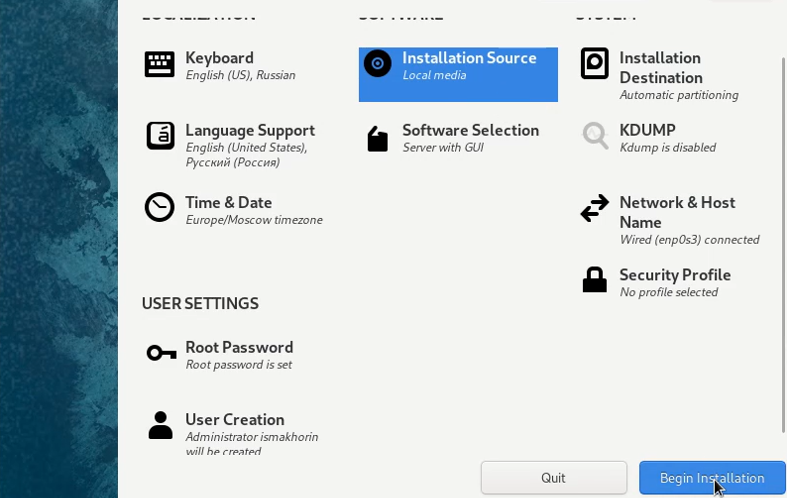 LOCALIZATION
SOFTWARE
SYSTEM
Keyboard
English (US), Russian
Language Support
English (United States),
Русский (Россия)
Time & Date
Europe/Moscow timezone
USER SETTINGS
Root Password
Root password is set
User Creation
Administrator ismakhorin
will be created
Installation Source
Local media
Software Selection
Server with GUI
Installation
Destination
Automatic partitioning
KDUMP
Kdump is disabled
Network & Host
Name
Wired (enp0s3) connected
Security Profile
No profile selected
Quit
Begin Installation